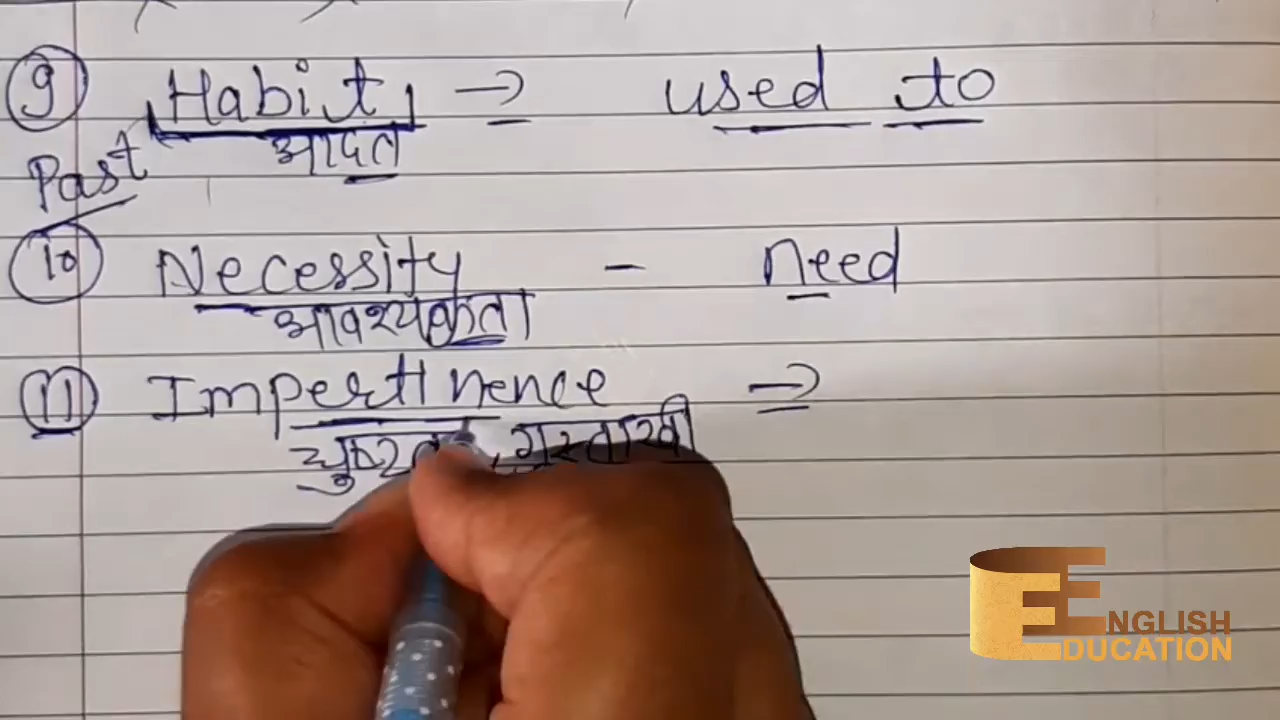 9 Habit → used to
Past आदत
10 Necessity - need
आवश्यकता
11 Impertinence →
, गुस्ताखी
ENGLISH
EDUCATION